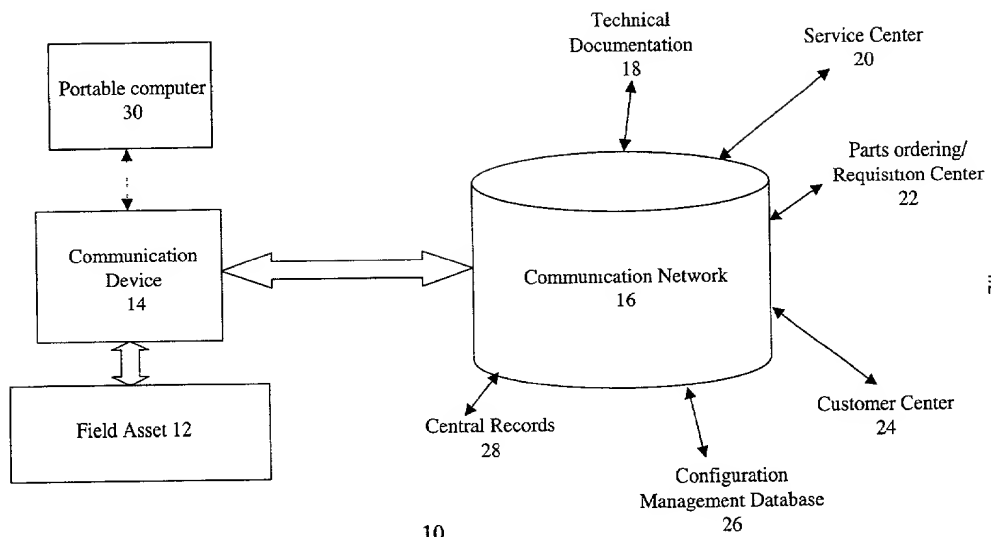 Technical
Documentation
18
Service Center
20
Portable computer
30
Parts ordering/
Requisition Center
22
Communication
Device
14
Communication Network
16
Field Asset 12
Customer Center
24
Central Records
28
Configuration
Management Database
26
10